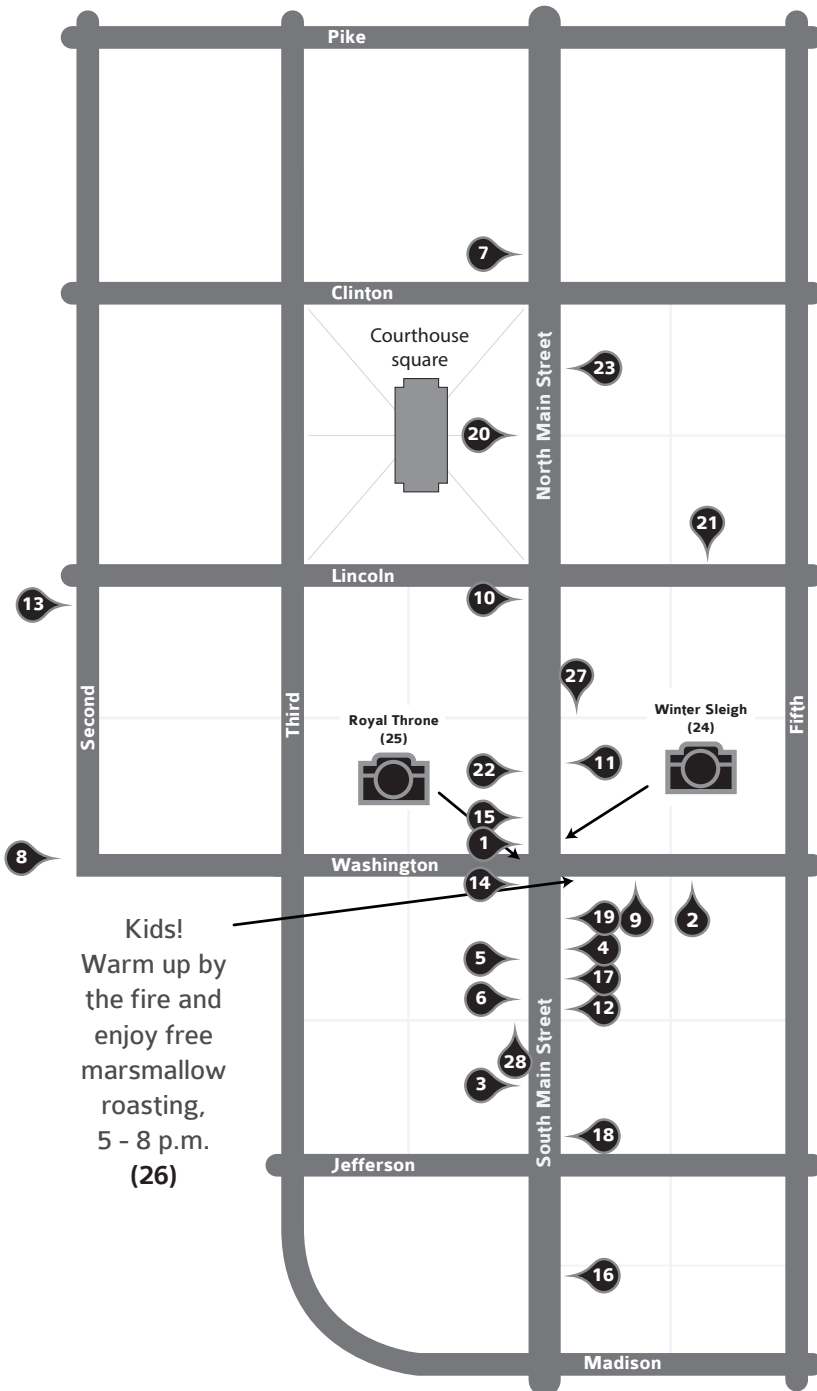 Pike
7
Clinton
Courthouse
square
North Main Street
23
20
21
Lincoln
13
10
27
Second
Third
Royal Throne
(25)
Winter Sleigh
(24)
Fifth
22
11
15
1
8
Washington
14
Kids!
Warm up by
the fire and
enjoy free
marsmallow
roasting,
5 - 8 p.m.
(26)
19
9
2
4
5
17
6
12
South Main Street
28
3
18
Jefferson
16
Madison